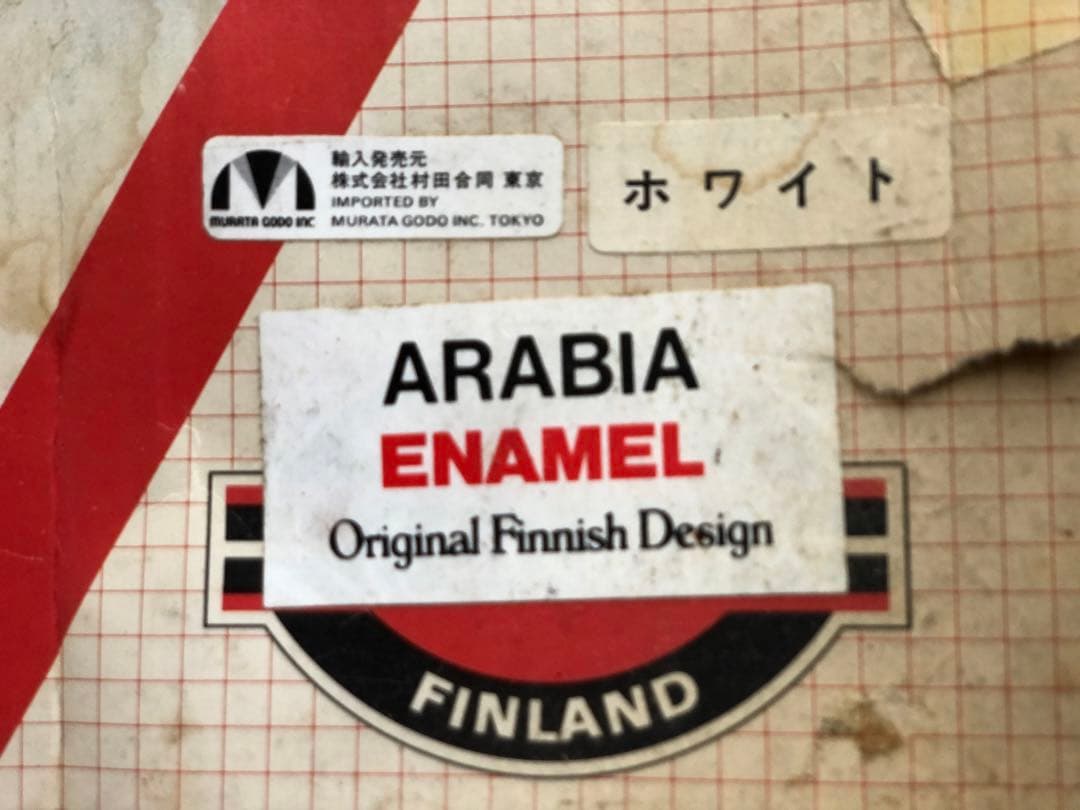 MURATA GODO INC
輸入発売元
株式会社村田合同 東京
IMPORTED BY
MURATA GODO INC. TOKYO
ホワイト
ARABIA
ENAMEL
Original Finnish Design
FINLAND